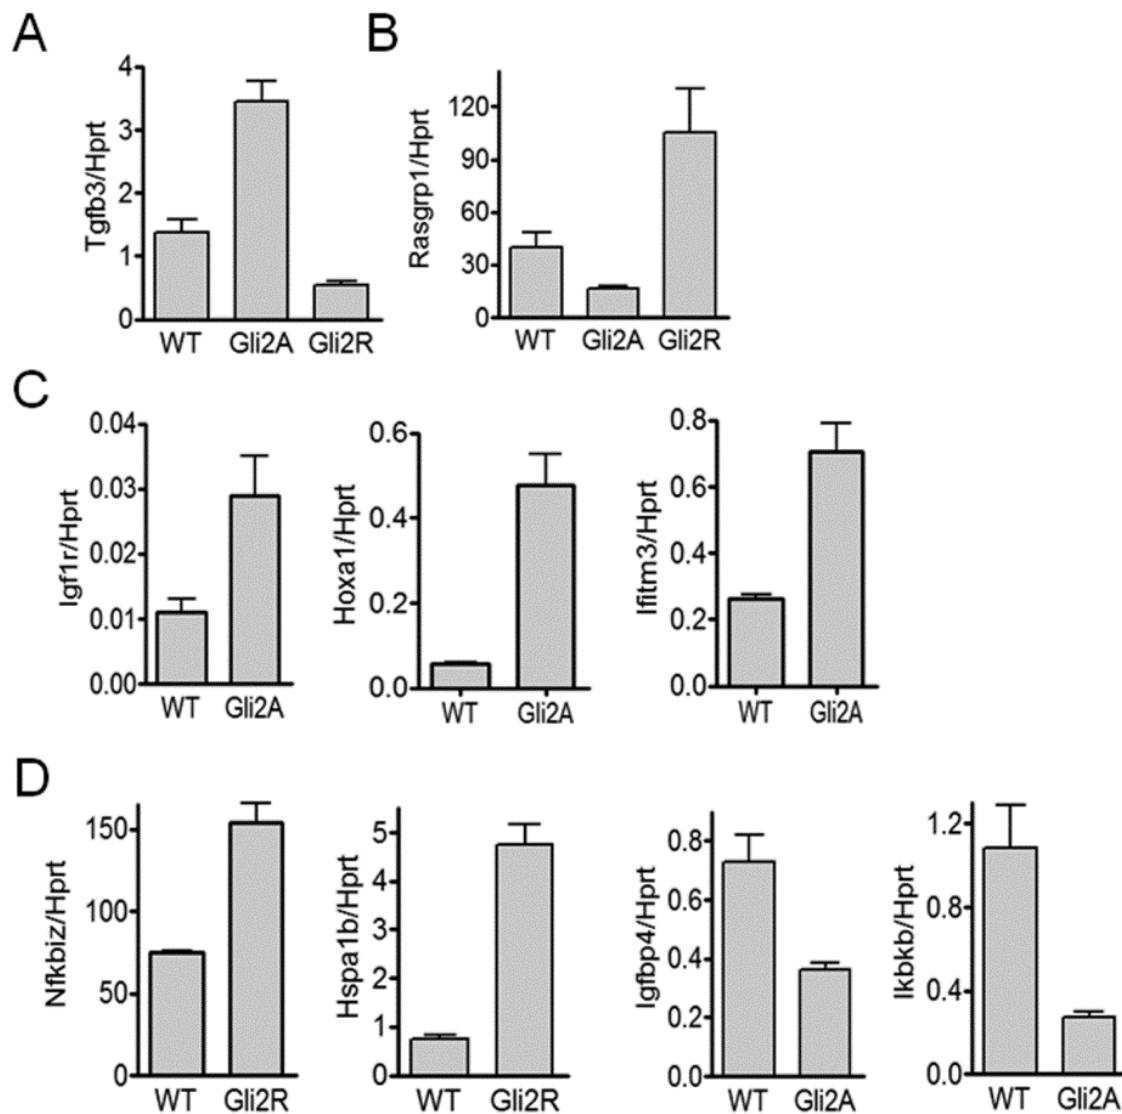 A
B
Tgfb3/Hprt
4
3
2
1
0
WT Gli2A Gli2R
Rasgrp1/Hprt
120
90
60
30
0
WT Gli2A Gli2R
C
Igf1r/Hprt
0.04
0.03
0.02
0.01
0.00
WT Gli2A
Hoxa1/Hprt
0.6
0.4
0.2
0.0
WT Gli2A
Ifitm3/Hprt
0.8
0.6
0.4
0.2
0.0
WT Gli2A
D
Nfkbiz/Hprt
150
100
50
0
WT Gli2R
Hspa1b/Hprt
5
4
3
2
1
0
WT Gli2R
Igfbp4/Hprt
0.8
0.6
0.4
0.2
0.0
WT Gli2A
Ikbkb/Hprt
1.2
0.8
0.4
0.0
WT Gli2A